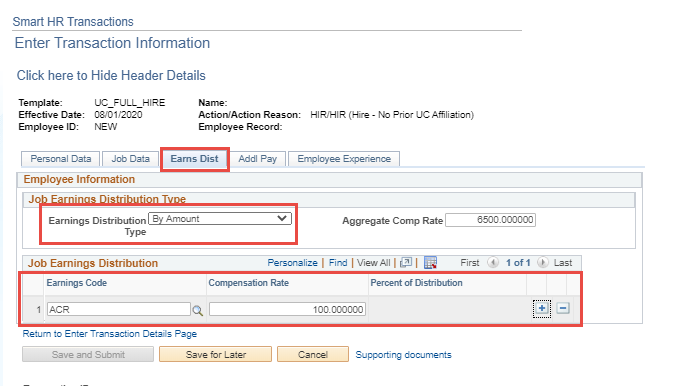 Smart HR Transactions
Enter Transaction Information
Click here to Hide Header Details
Template: UC_FULL_HIRE Name:
Effective Date: 08/01/2020 Action/Action Reason: HIR/HIR (Hire - No Prior UC Affiliation)
Employee ID: NEW Employee Record:
Personal Data Job Data Earns Dist Addl Pay Employee Experience
Employee Information
Job Earnings Distribution Type
Earnings Distribution Type By Amount Aggregate Comp Rate 6500.000000
Job Earnings Distribution Personalize | Find | View All | | First 1 of 1 Last
Earnings Code Compensation Rate Percent of Distribution
1 ACR 100.000000
Return to Enter Transaction Details Page
Save and Submit Save for Later Cancel Supporting documents